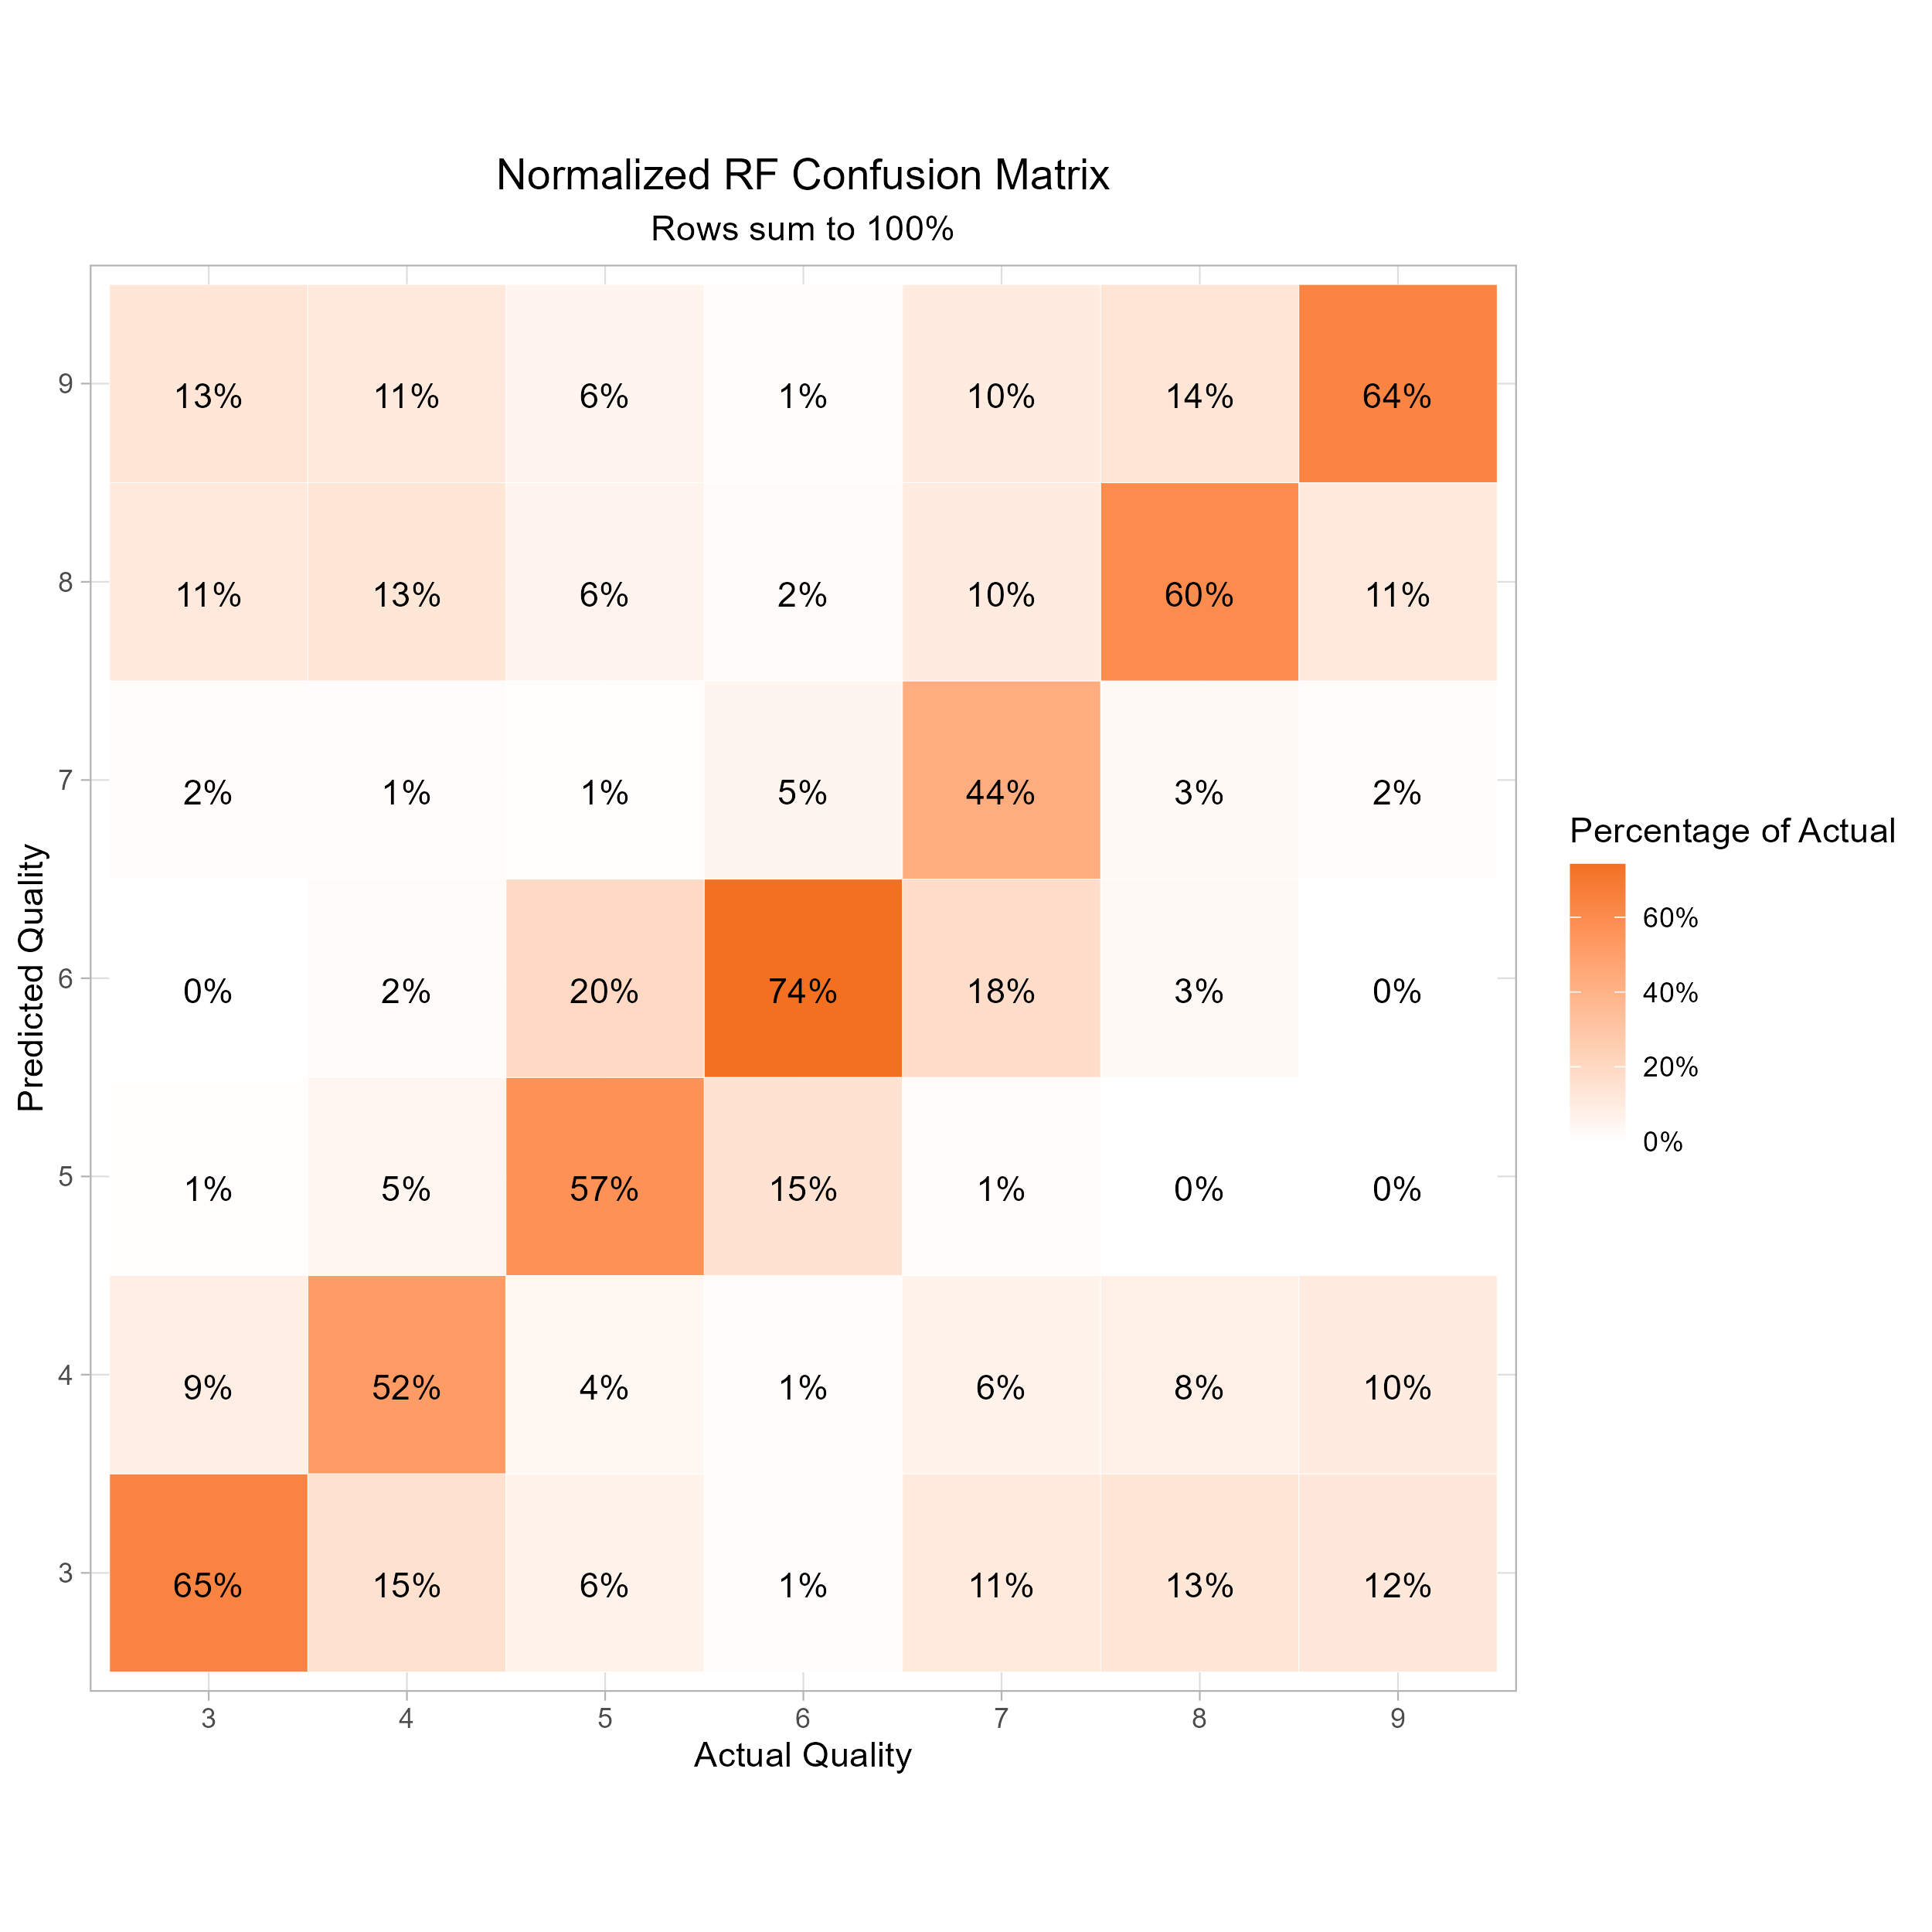 Normalized RF Confusion Matrix
Rows sum to 100%
Predicted Quality
9 13% 11% 6% 1% 10% 14% 64%
8 11% 13% 6% 2% 10% 60% 11%
7 2% 1% 1% 5% 44% 3% 2%
6 0% 2% 20% 74% 18% 3% 0%
5 1% 5% 57% 15% 1% 0% 0%
4 9% 52% 4% 1% 6% 8% 10%
3 65% 15% 6% 1% 11% 13% 12%
3 4 5 6 7 8 9
Actual Quality
Percentage of Actual
60%
40%
20%
0%